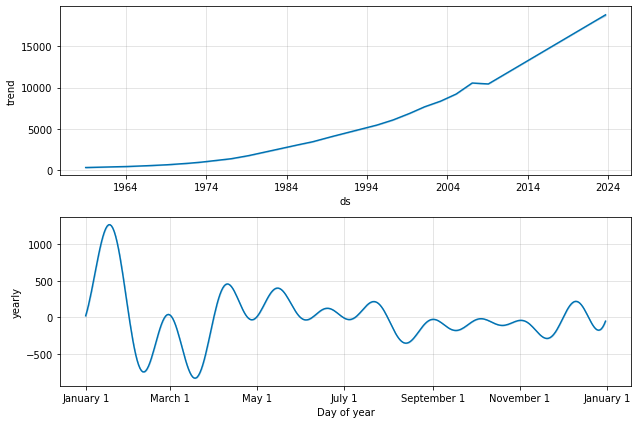 15000
10000
5000
0
trend
1964 1974 1984 1994 2004 2014 2024
ds
1000
500
0
−500
yearly
January 1 March 1 May 1 July 1 September 1 November 1 January 1
Day of year